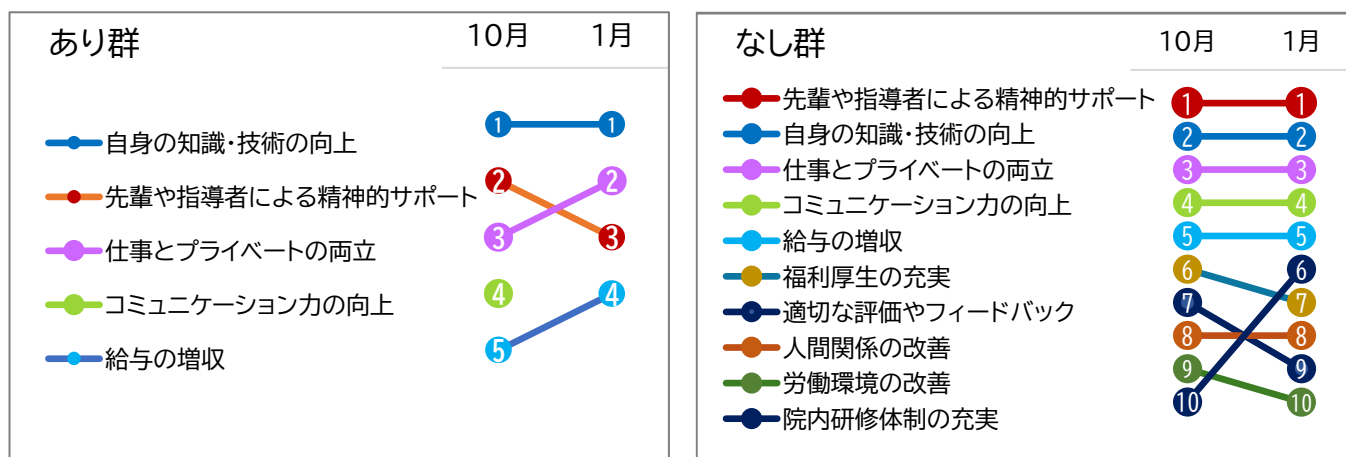 あり群 10月 1月
自身の知識・技術の向上 1 1
先輩や指導者による精神的サポート 2 2
仕事とプライベートの両立 3 3
コミュニケーション力の向上 4 4
給与の増収 5
なし群 10月 1月
先輩や指導者による精神的サポート 1 1
自身の知識・技術の向上 2 2
仕事とプライベートの両立 3 3
コミュニケーション力の向上 4 4
給与の増収 5 5
福利厚生の充実 6 6
適切な評価やフィードバック 7 7
人間関係の改善 8 8
労働環境の改善 9 9
院内研修体制の充実 10 10